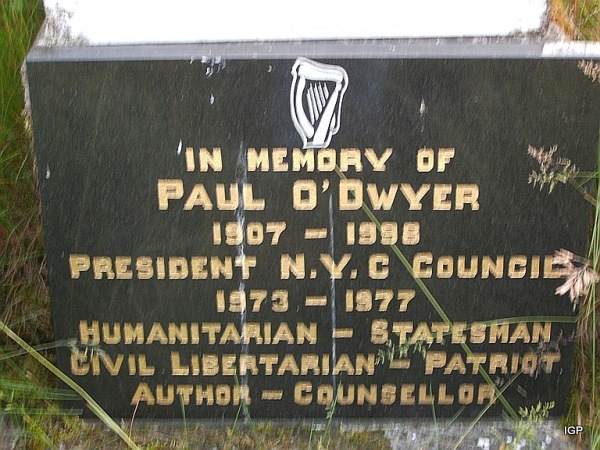 IN MEMORY OF
PAUL O'DWYER
1907 – 1998
PRESIDENT N.Y.C COUNCIL
1973 – 1977
HUMANITARIAN – STATESMAN
CIVIL LIBERTARIAN – PATRIOT
AUTHOR – COUNSELLOR
IGP